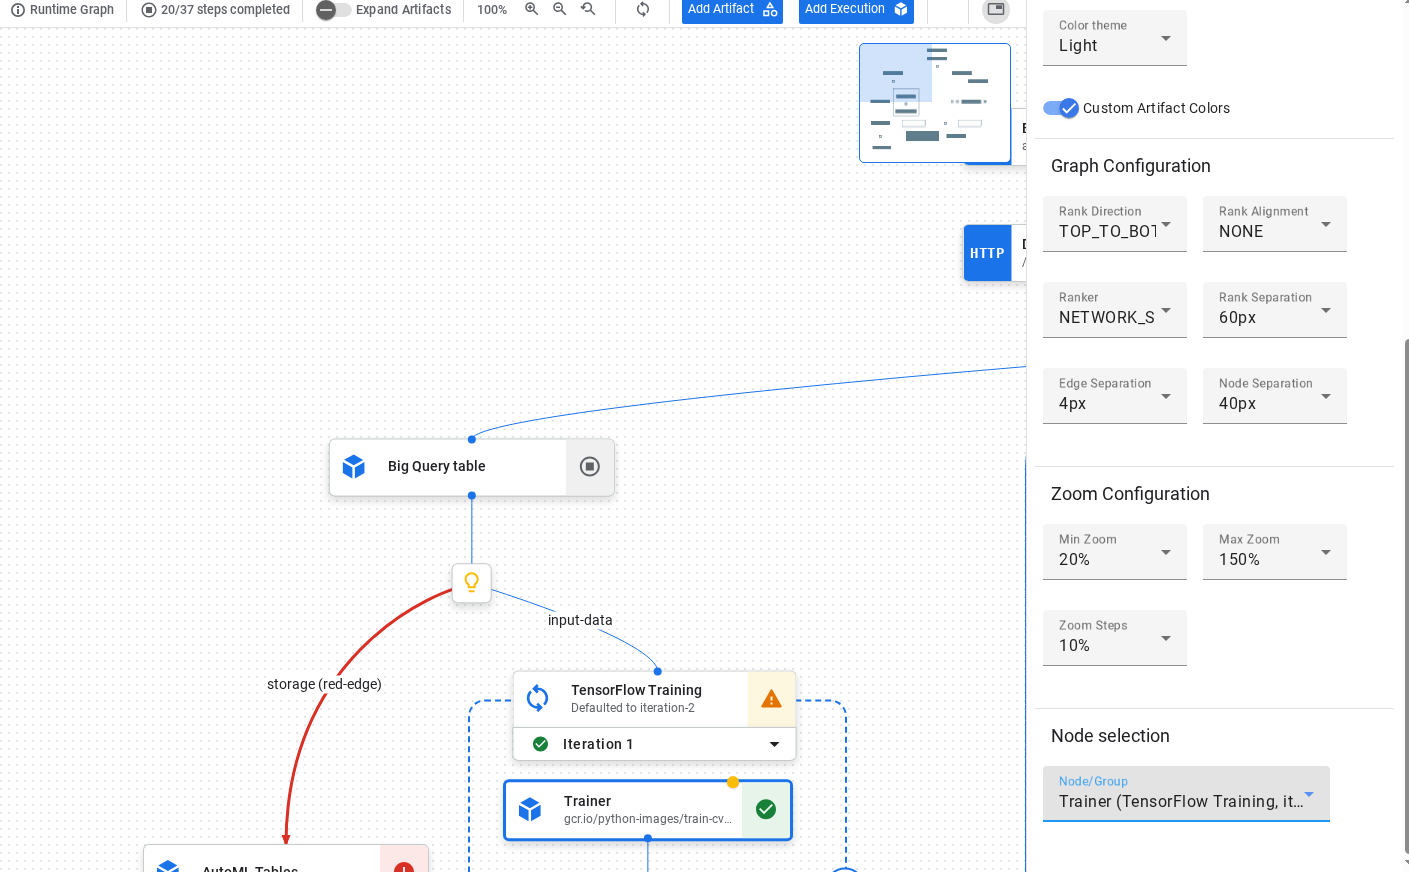 Runtime Graph
20/37 steps completed
Expand Artifacts
100%
Add Artifact
Add Execution
HTTP
/
Big Query table
input-data
storage (red-edge)
TensorFlow Training
Defaulted to iteration-2
Iteration 1
Trainer
gcr.io/python-images/train-cv...
AutoML Tables
Color theme
Light
Custom Artifact Colors
Graph Configuration
Rank Direction
TOP_TO_BOT
Rank Alignment
NONE
Ranker
NETWORK_S
Rank Separation
60px
Edge Separation
4px
Node Separation
40px
Zoom Configuration
Min Zoom
20%
Max Zoom
150%
Zoom Steps
10%
Node selection
Node/Group
Trainer (TensorFlow Training, it...